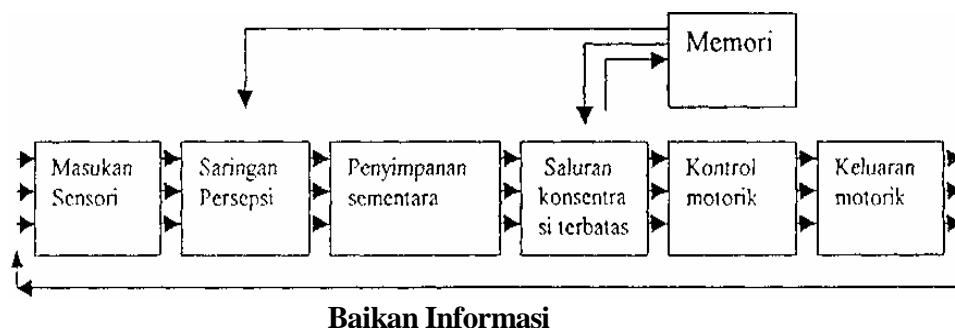 Memori
Masukan
Sensori
Saringan
Persepsi
Penyimpanan
sementara
Saluran
konsentra
si terbatas
Kontrol
motorik
Keluaran
motorik
Baikan Informasi